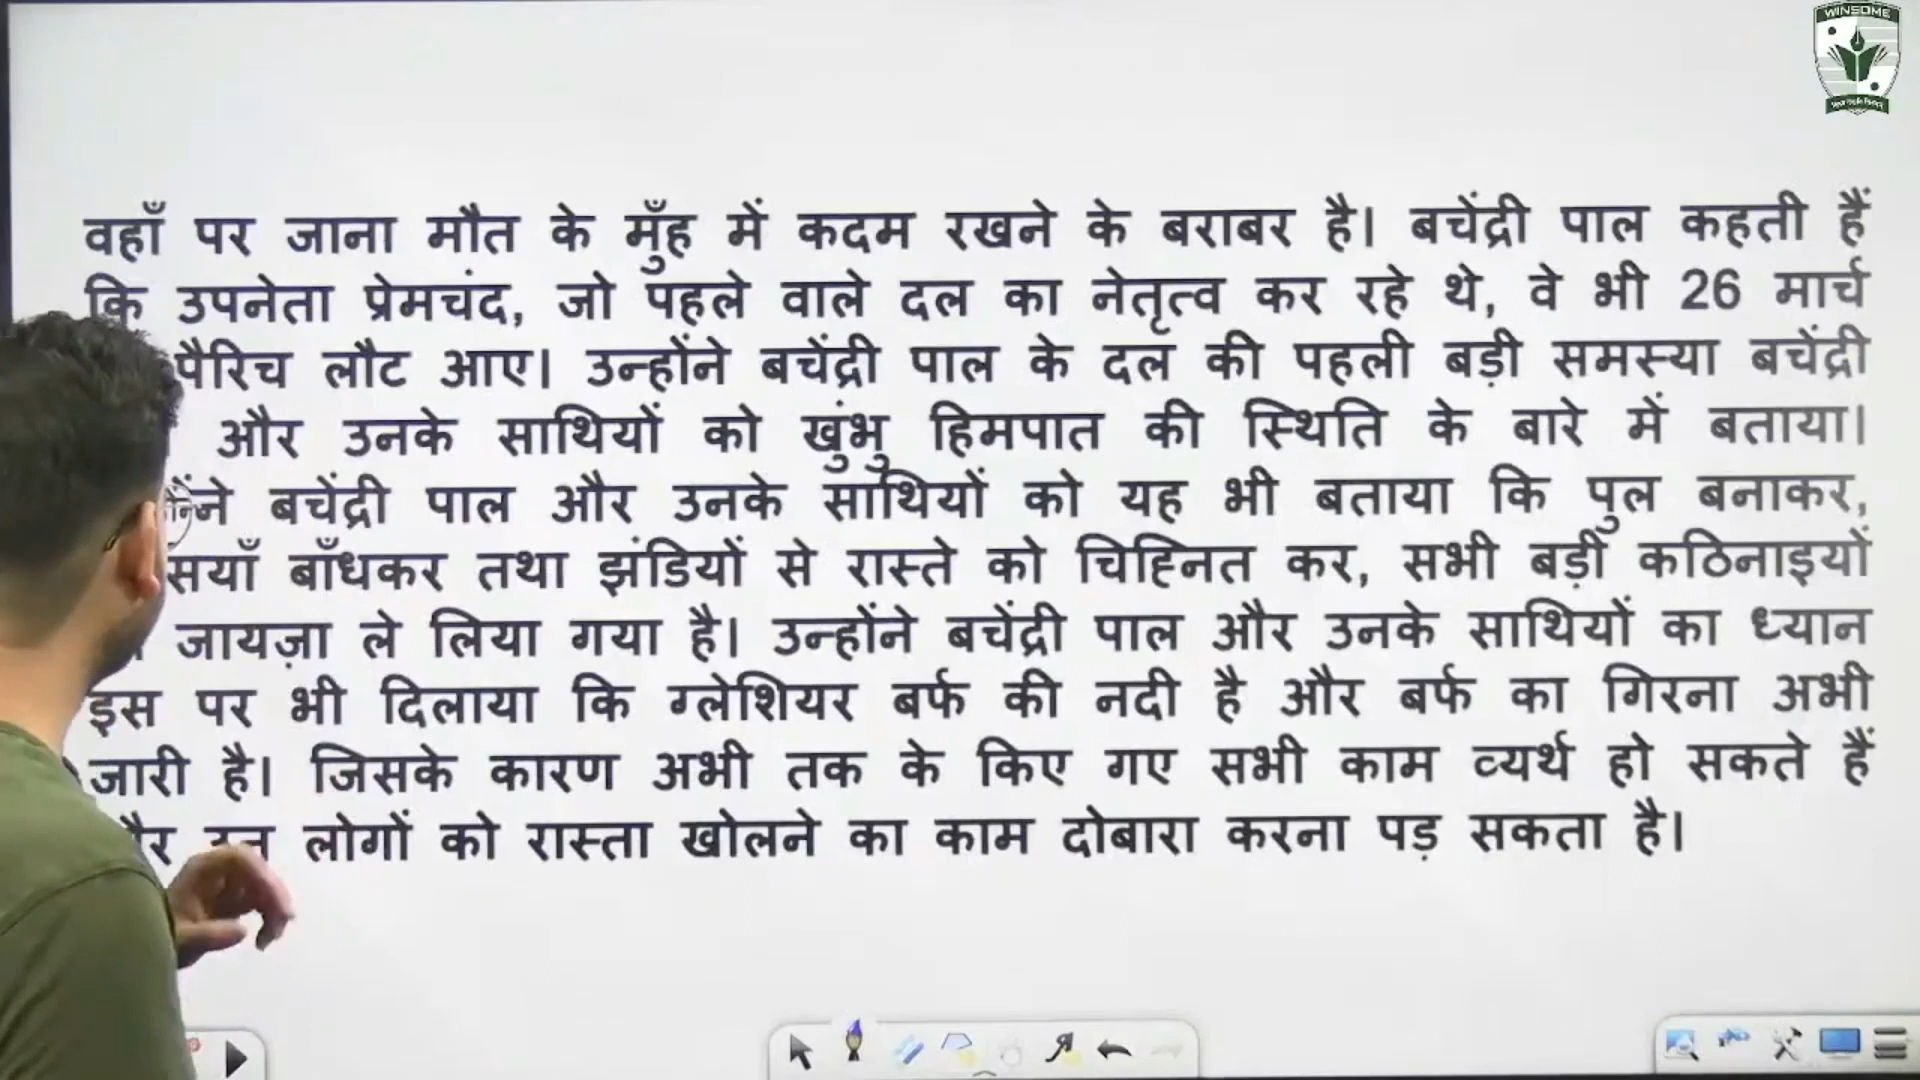 WINSOME
वहाँ पर जाना मौत के मुँह में कदम रखने के बराबर है। बचेंद्री पाल कहती हैं
कि उपनेता प्रेमचंद, जो पहले वाले दल का नेतृत्व कर रहे थे, वे भी 26 मार्च
पैरिच लौट आए। उन्होंने बचेंद्री पाल के दल की पहली बड़ी समस्या बचेंद्री
और उनके साथियों को खुंभु हिमपात की स्थिति के बारे में बताया।
बचेंद्री पाल और उनके साथियों को यह भी बताया कि पुल बनाकर,
बाँधकर तथा झंडियों से रास्ते को चिह्नित कर, सभी बड़ी कठिनाइयों
जायज़ा ले लिया गया है। उन्होंने बचेंद्री पाल और उनके साथियों का ध्यान
इस पर भी दिलाया कि ग्लेशियर बर्फ की नदी है और बर्फ का गिरना अभी
जारी है। जिसके कारण अभी तक के किए गए सभी काम व्यर्थ हो सकते हैं
लोगों को रास्ता खोलने का काम दोबारा करना पड़ सकता है।